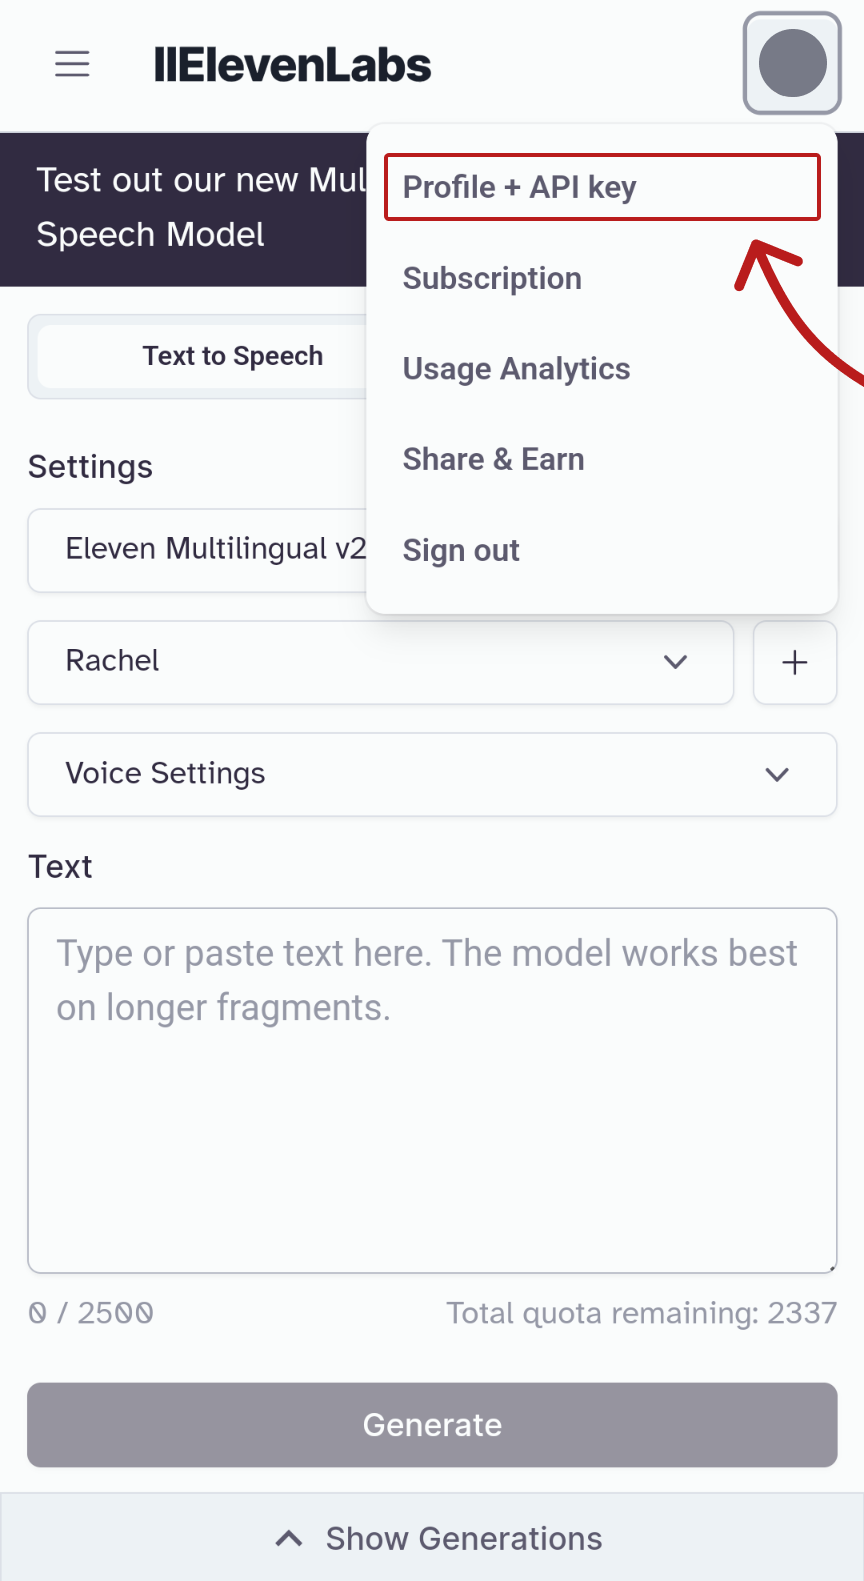 IIElevenLabs
Profile + API key
Subscription
Usage Analytics
Share & Earn
Sign out
Test out our new Mul
Speech Model
Text to Speech
Settings
Eleven Multilingual v2
Rachel
Voice Settings
Text
Type or paste text here. The model works best
on longer fragments.
0 / 2500
Total quota remaining: 2337
Generate
Show Generations